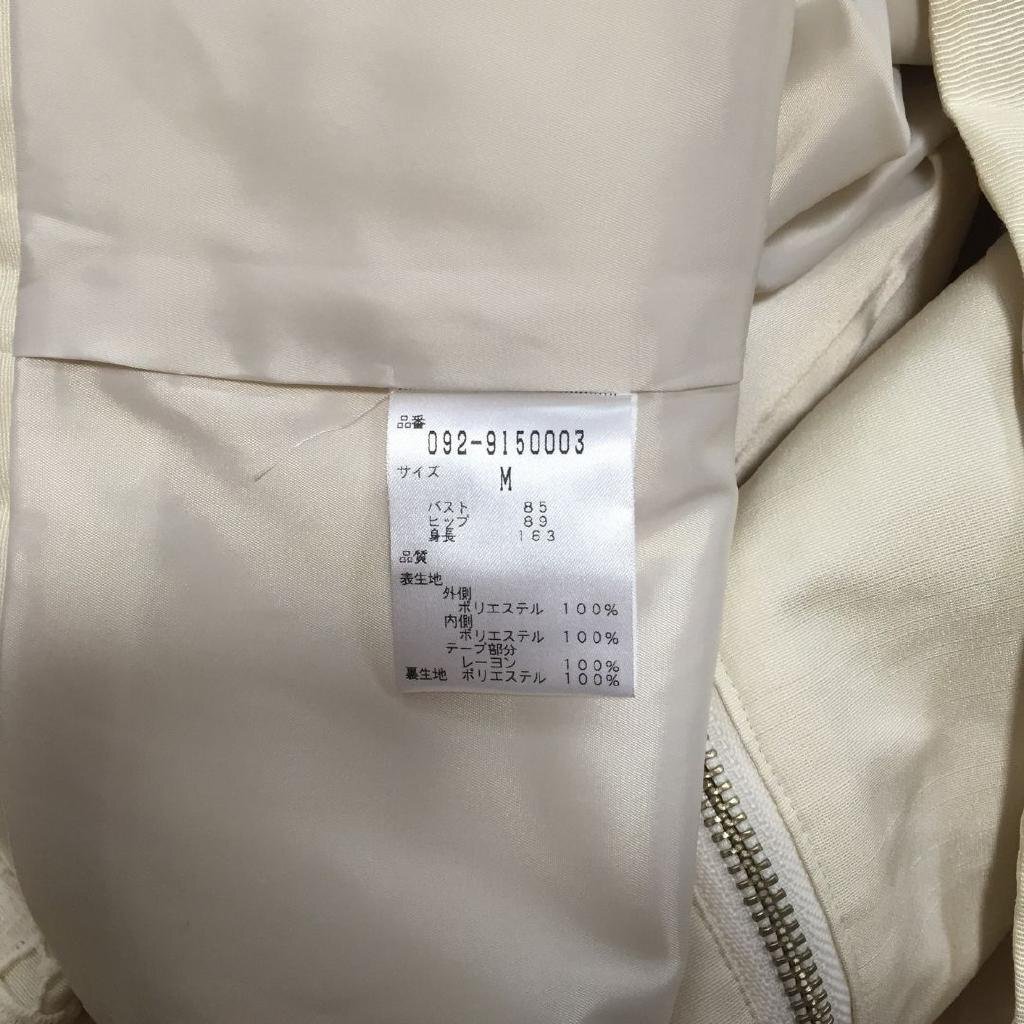 品番
092-9150003
サイズ M
バスト 85
ヒップ 89
身長 163
品質
表生地
外側
ポリエステル 100%
内側
ポリエステル 100%
テープ部分
レーヨン 100%
裏生地 ポリエステル 100%